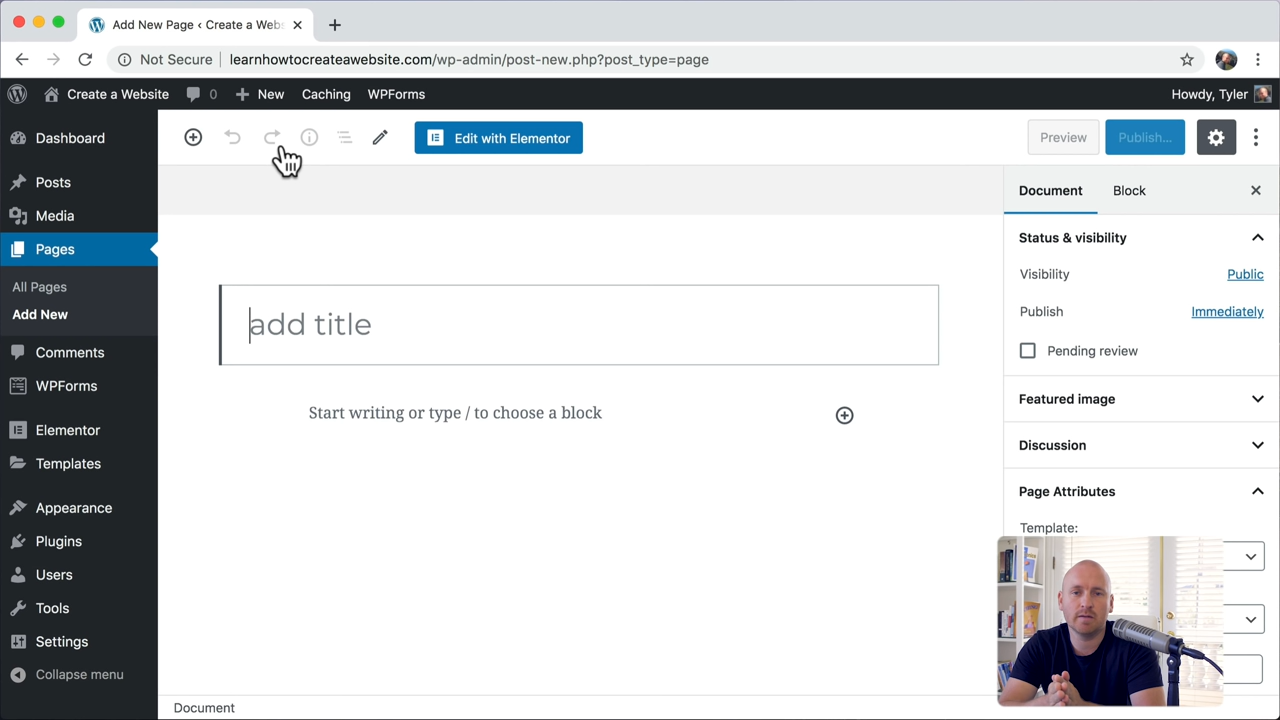 Add New Page ‹ Create a Webs
Not Secure learnhowtocreateawebsite.com/wp-admin/post-new.php?post_type=page
Create a Website 0 New Caching WPForms Howdy, Tyler
Edit with Elementor Preview Publish...
Dashboard
Posts
Media
Pages
All Pages
Add New
Comments
WPForms
Elementor
Templates
Appearance
Plugins
Users
Tools
Settings
Collapse menu
add title
Start writing or type / to choose a block
Document
Document Block
Status & visibility
Visibility Public
Publish Immediately
Pending review
Featured image
Discussion
Page Attributes
Template: